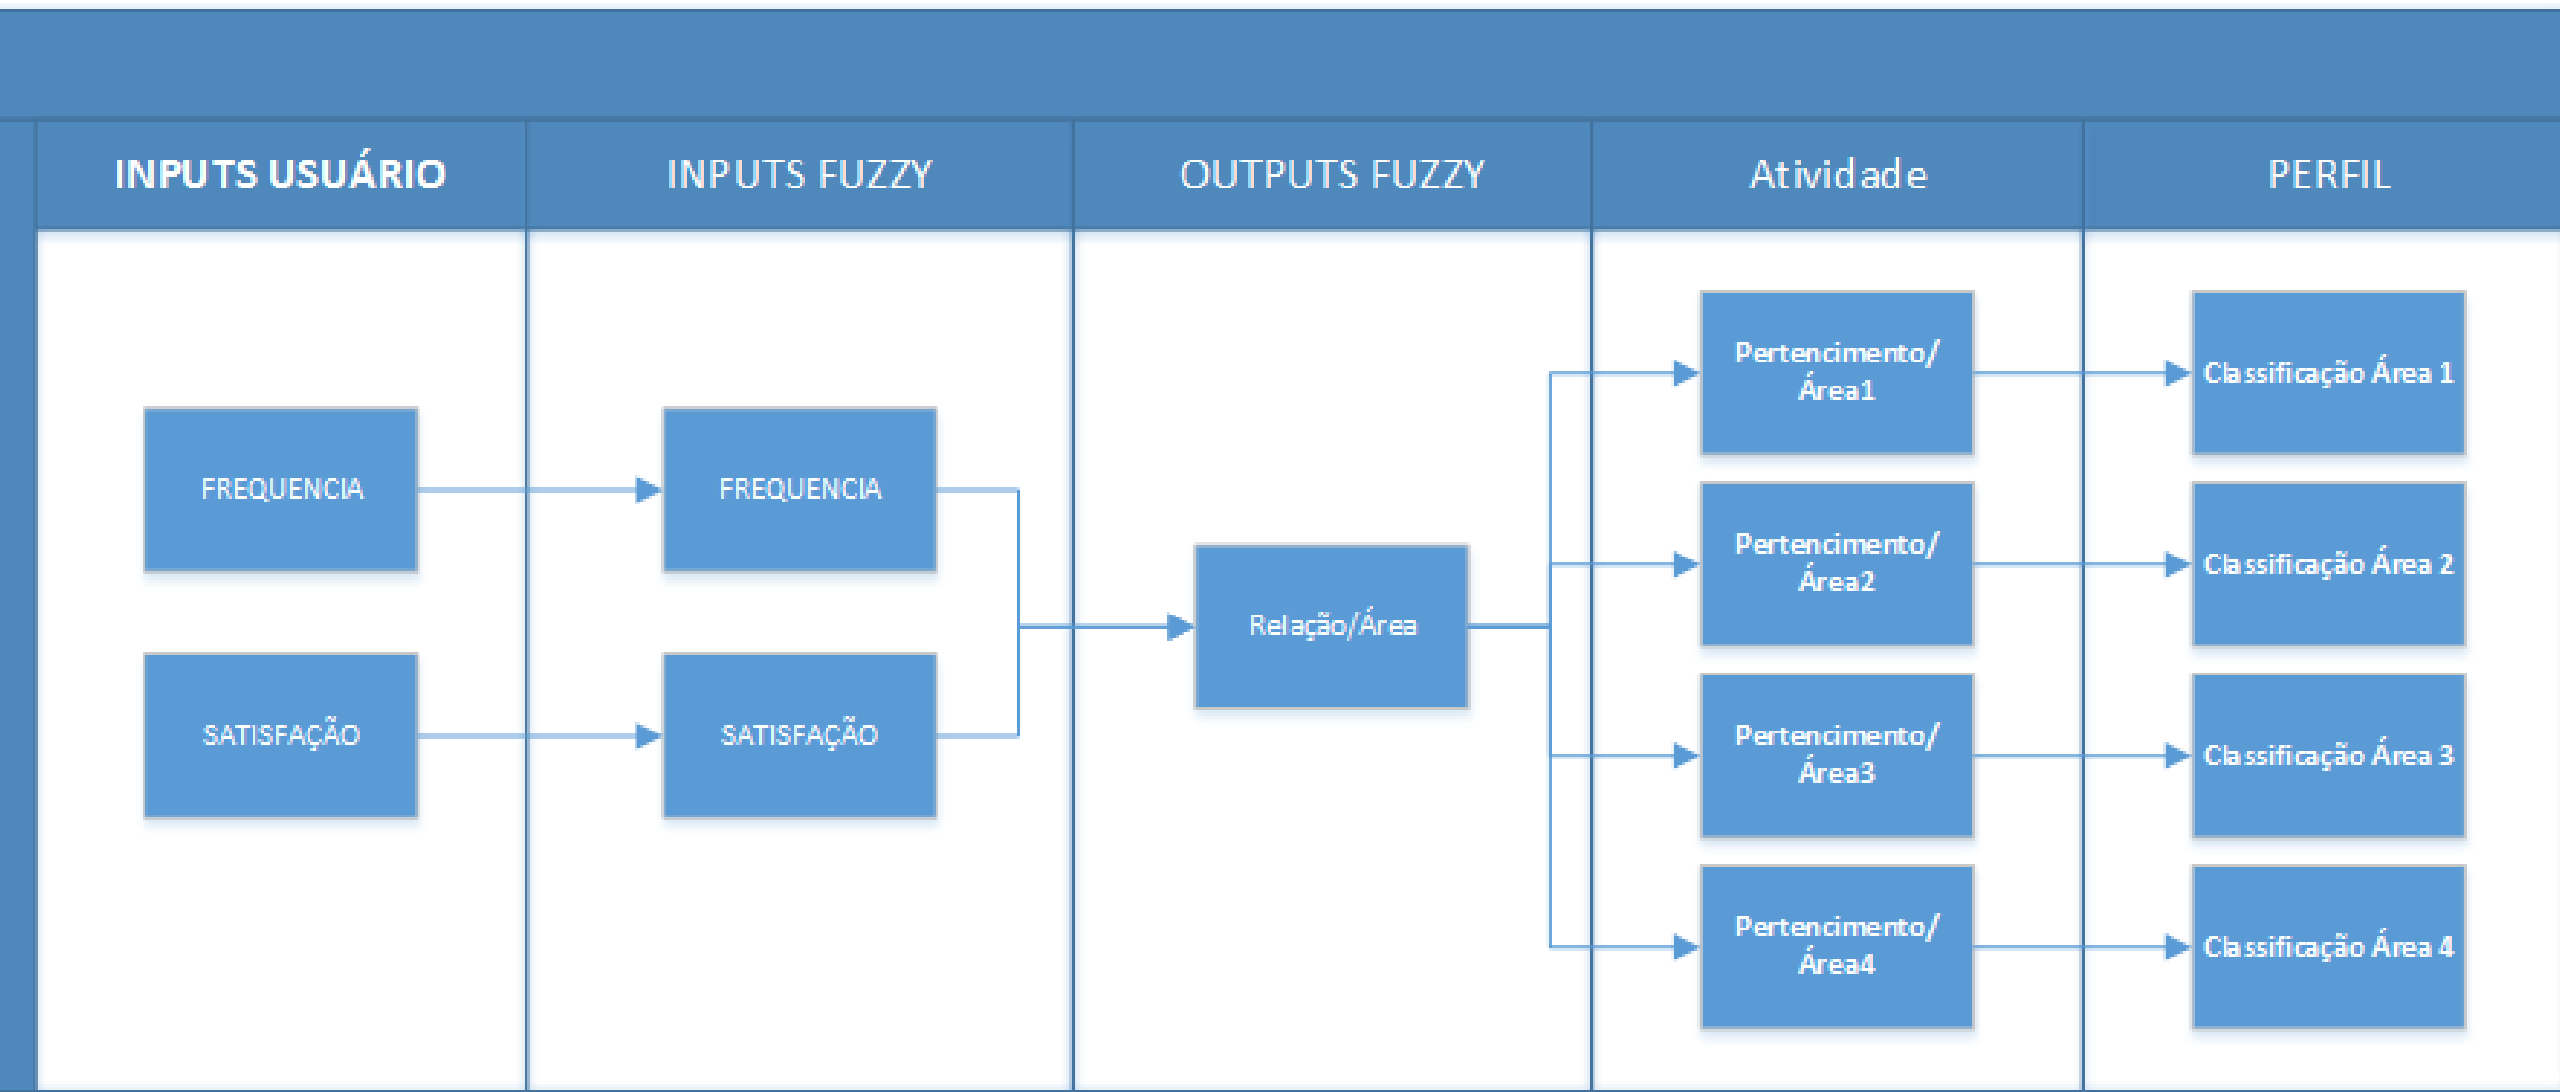 INPUTS USUÁRIO
INPUTS FUZZY
OUTPUTS FUZZY
Atividade
PERFIL
FREQUENCIA
SATISFAÇÃO
FREQUENCIA
SATISFAÇÃO
Relação/Área
Pertencimento/
Área1
Pertencimento/
Área2
Pertencimento/
Área3
Pertencimento/
Área4
Classificação Área 1
Classificação Área 2
Classificação Área 3
Classificação Área 4